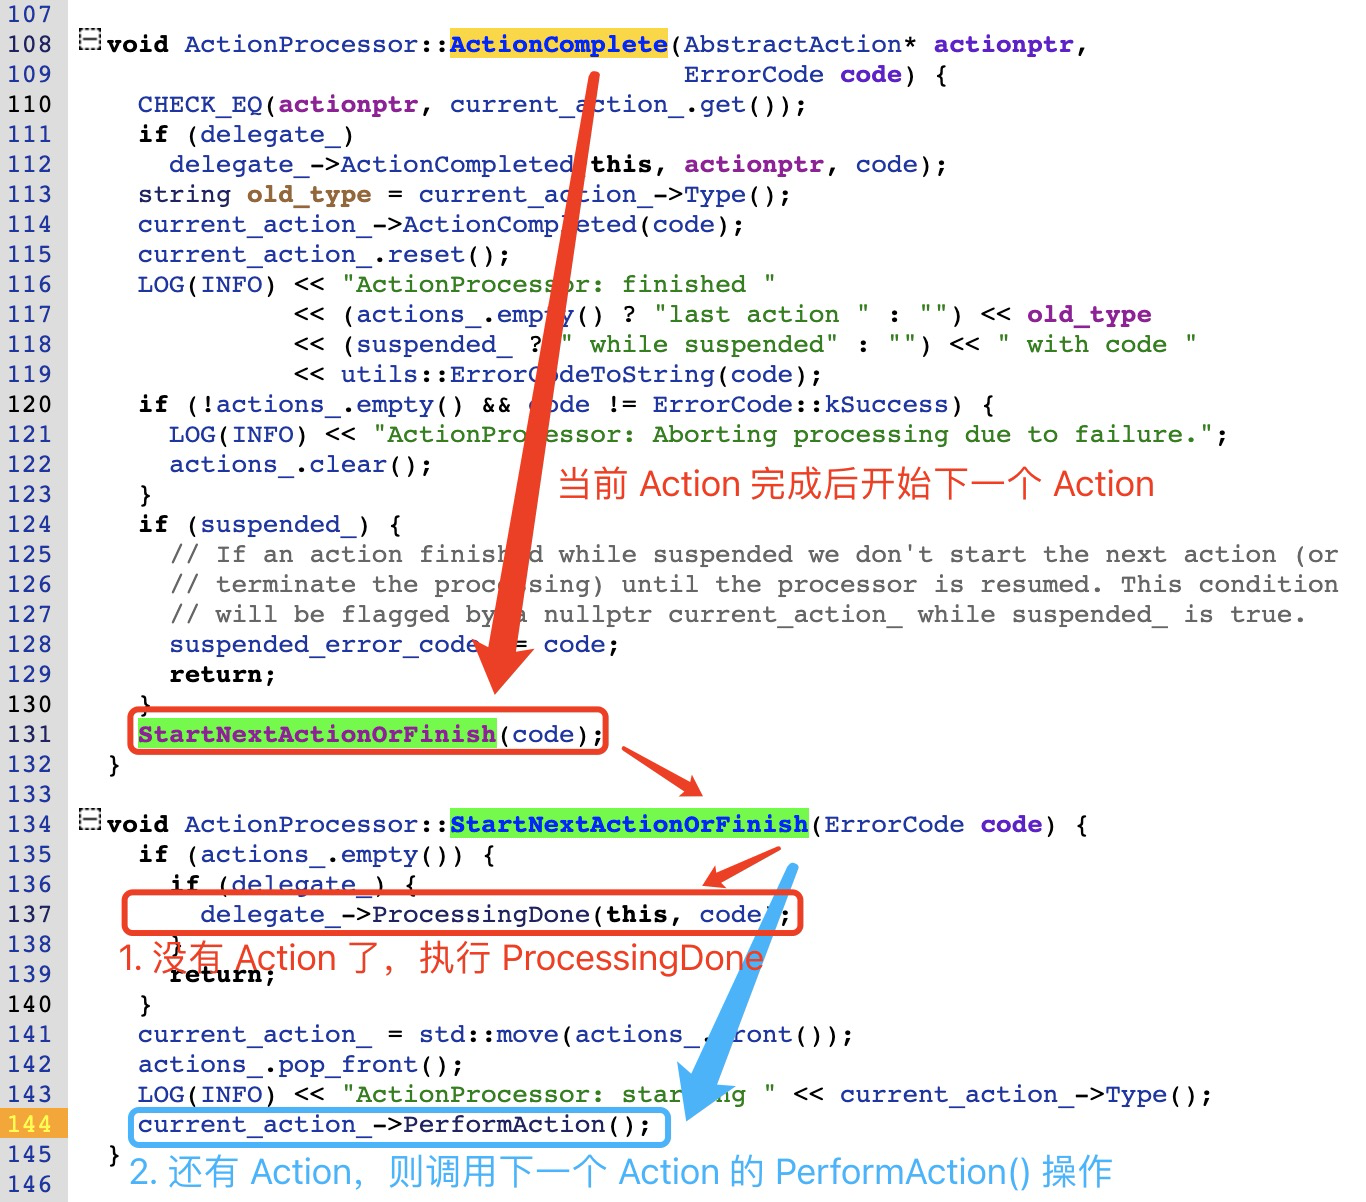 107
108 void ActionProcessor::ActionComplete(AbstractAction* actionptr,
109 ErrorCode code) {
110 CHECK_EQ(actionptr, current_action_.get());
111 if (delegate_)
112 delegate_->ActionCompleted(this, actionptr, code);
113 string old_type = current_action_->Type();
114 current_action_->ActionCompleted(code);
115 current_action_.reset();
116 LOG(INFO) << "ActionProcessor: finished "
117 << (actions_.empty() ? "last action " : "") << old_type
118 << (suspended_ ? " while suspended" : "") << " with code "
119 << utils::ErrorCodeToString(code);
120 if (!actions_.empty() && code != ErrorCode::kSuccess) {
121 LOG(INFO) << "ActionProcessor: Aborting processing due to failure.";
122 actions_.clear();
当前 Action 完成后开始下一个 Action
123 }
124 if (suspended_) {
125 // If an action finished while suspended we don't start the next action (or
126 // terminate the processing) until the processor is resumed. This condition
127 // will be flagged by a nullptr current_action_ while suspended_ is true.
128 suspended_error_code_ = code;
129 return;
130 }
131 StartNextActionOrFinish(code);
132 }
133
134 void ActionProcessor::StartNextActionOrFinish(ErrorCode code) {
135 if (actions_.empty()) {
136 if (delegate_) {
137 delegate_->ProcessingDone(this, code);
138 }
1. 没有 Action 了，执行 ProcessingDone
139 return;
140 }
141 current_action_ = std::move(actions_.front());
142 actions_.pop_front();
143 LOG(INFO) << "ActionProcessor: starting " << current_action_->Type();
144 current_action_->PerformAction();
145 }
2. 还有 Action，则调用下一个 Action 的 PerformAction() 操作
146